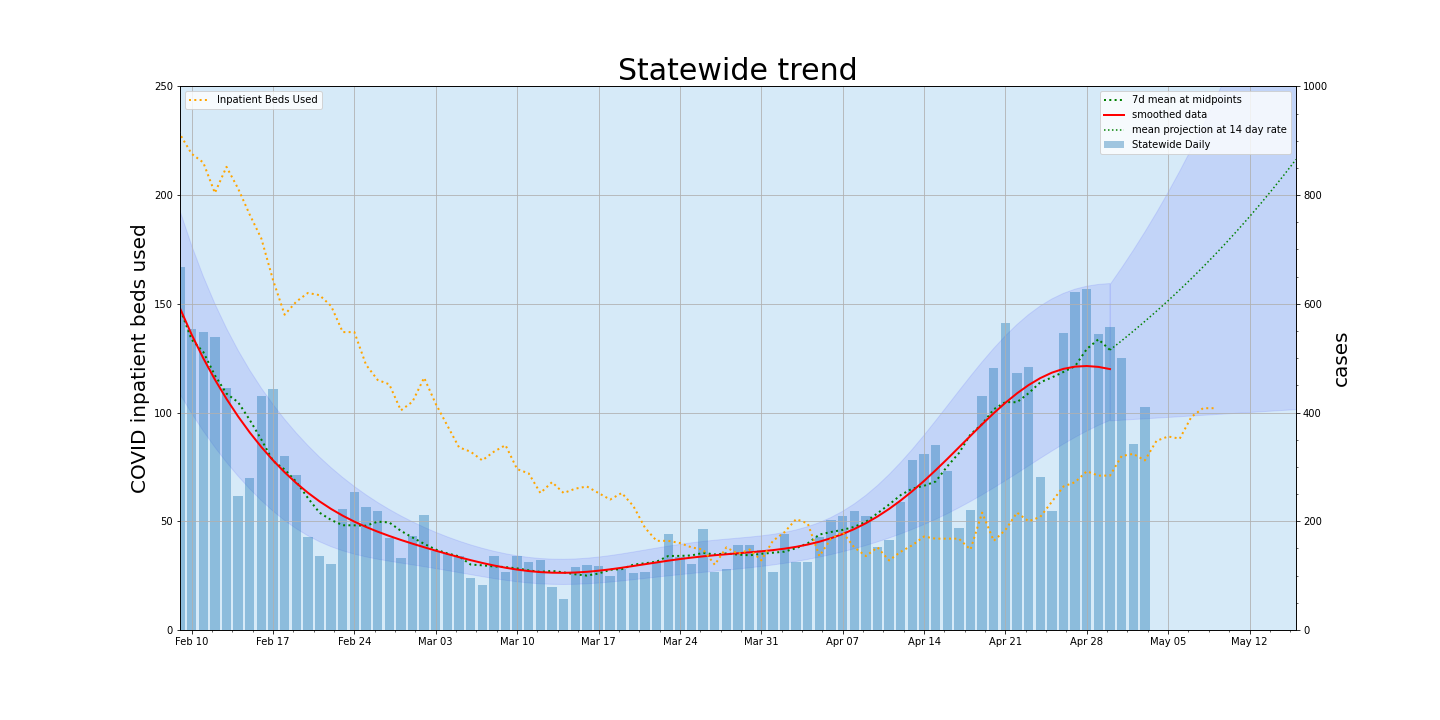 Statewide trend
Inpatient Beds Used
7d mean at midpoints
smoothed data
mean projection at 14 day rate
Statewide Daily
COVID inpatient beds used
cases
250
200
150
100
50
0
1000
800
600
400
200
0
Feb 10 Feb 17 Feb 24 Mar 03 Mar 10 Mar 17 Mar 24 Mar 31 Apr 07 Apr 14 Apr 21 Apr 28 May 05 May 12